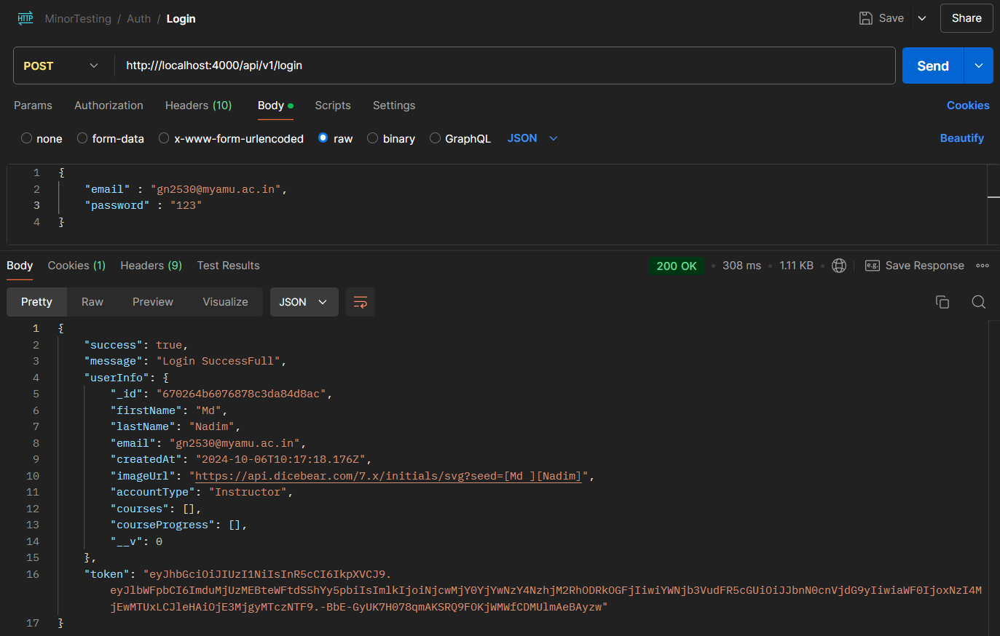 HTTP MinorTesting / Auth / Login Save Share
POST http:///localhost:4000/api/v1/login Send
Params Authorization Headers (10) Body Scripts Settings Cookies
none form-data x-www-form-urlencoded raw binary GraphQL JSON Beautify
1 {
2 "email" : "gn2530@myamu.ac.in",
3 "password" : "123"
4 }
Body Cookies (1) Headers (9) Test Results 200 OK 308 ms 1.11 KB e.g. Save Response
Pretty Raw Preview Visualize JSON
1 {
2 "success": true,
3 "message": "Login SuccessFull",
4 "userInfo": {
5 "_id": "670264b6076878c3da84d8ac",
6 "firstName": "Md",
7 "lastName": "Nadim",
8 "email": "gn2530@myamu.ac.in",
9 "createdAt": "2024-10-06T10:17:18.176Z",
10 "imageUrl": "https://api.dicebear.com/7.x/initials/svg?seed=[Md ][Nadim]",
11 "accountType": "Instructor",
12 "courses": [],
13 "courseProgress": [],
14 "__v": 0
15 },
16 "token": "eyJhbGciOiJIUzI1NiIsInR5cCI6IkpXVCJ9.
eyJlbWFpbCI6ImduMjUzMEBteWFtdS5hYy5pbiIsImlkIjoiNjcwMjY0YjYwNzY4NzhjM2RhODRkOGFjIiwiYWNjb3VudFR5cGUiOiJJbnN0cnVjdG9yIiwiaWF0IjoxNzI4M
jEwMTUxLCJleHAiOjE3MjgyMTczNTF9.-BbE-GyUK7H078qmAKSRQ9FOKjWMWfCDMUlmAeBAyzw"
17 }